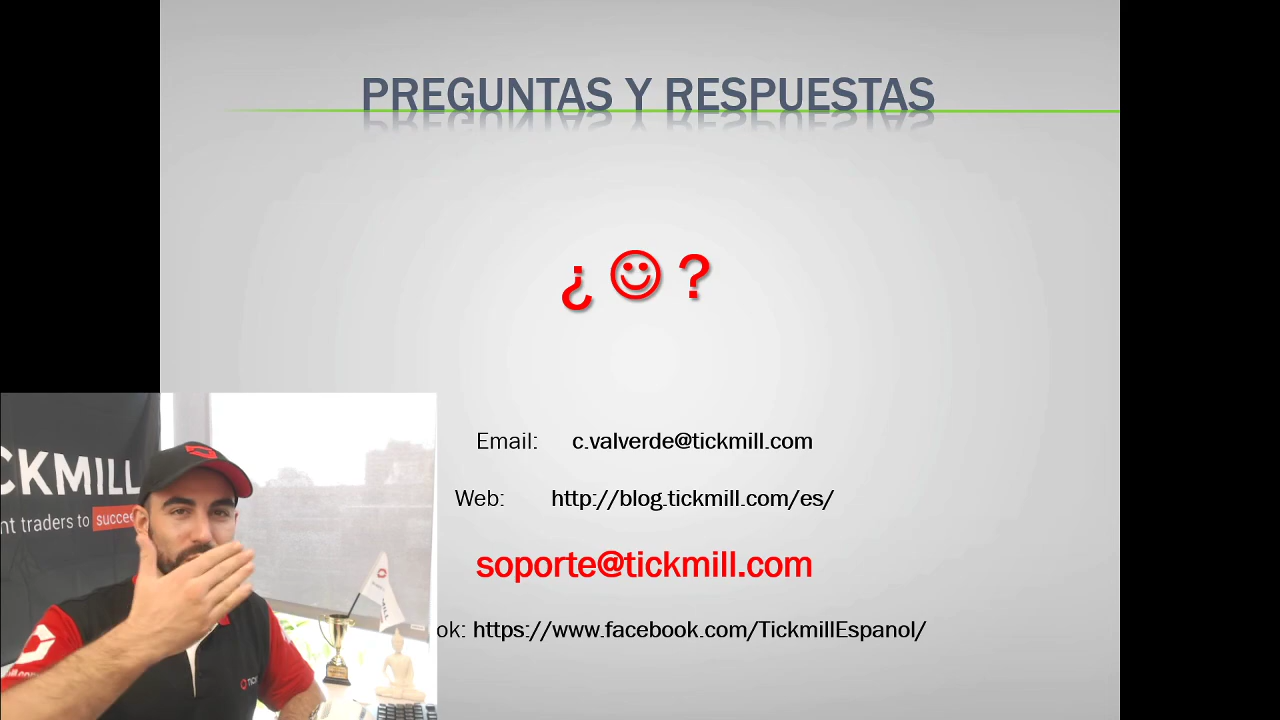 PREGUNTAS Y RESPUESTAS
¿☺?
Email: c.valverde@tickmill.com
Web: http://blog.tickmill.com/es/
soporte@tickmill.com
ok: https://www.facebook.com/TickmillEspanol/
CKMILL
nt traders to succee